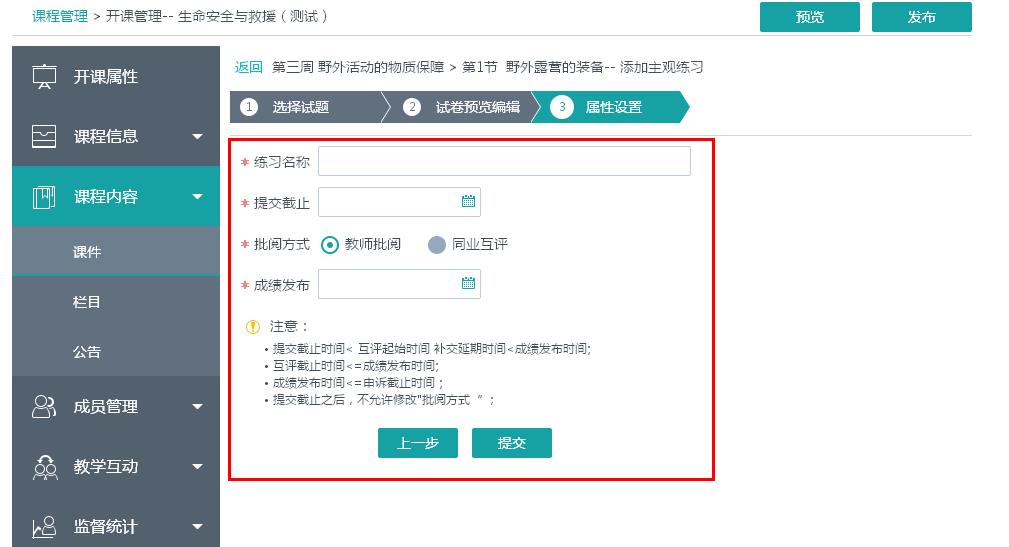 课程管理 > 开课管理-- 生命安全与救援（测试）
预览
发布
开课属性
课程信息
课程内容
课件
栏目
公告
成员管理
教学互动
监督统计
返回 第三周 野外活动的物质保障 > 第1节 野外露营的装备-- 添加主观练习
1 选择试题
2 试卷预览编辑
3 属性设置
* 练习名称
* 提交截止
* 批阅方式 教师批阅 同业互评
* 成绩发布
注意：
• 提交截止时间< 互评起始时间 补交延期时间<成绩发布时间;
• 互评截止时间<=成绩发布时间;
• 成绩发布时间<=申诉截止时间；
• 提交截止之后，不允许修改"批阅方式 ”；
上一步
提交